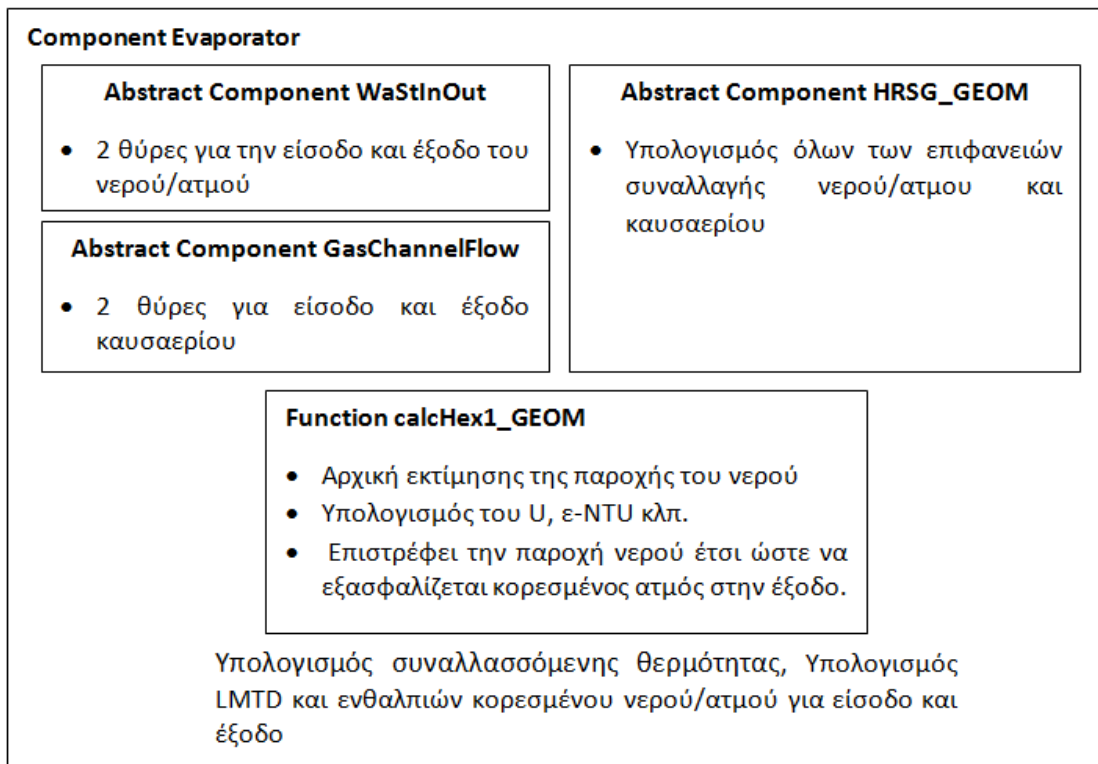 Component Evaporator
Abstract Component WaStInOut
• 2 θύρες για την είσοδο και έξοδο του
νερού/ατμού
Abstract Component GasChannelFlow
• 2 θύρες για είσοδο και έξοδο
καυσαερίου
Abstract Component HRSG_GEOM
• Υπολογισμός όλων των επιφανειών
συναλλαγής νερού/ατμου και
καυσαερίου
Function calcHex1_GEOM
• Αρχική εκτίμησης της παροχής του νερού
• Υπολογισμός του U, ε-NTU κλπ.
• Επιστρέφει την παροχή νερού έτσι ώστε να
εξασφαλίζεται κορεσμένος ατμός στην έξοδο.
Υπολογισμός συναλλασσόμενης θερμότητας, Υπολογισμός
LMTD και ενθαλπιών κορεσμένου νερού/ατμού για είσοδο και
έξοδο